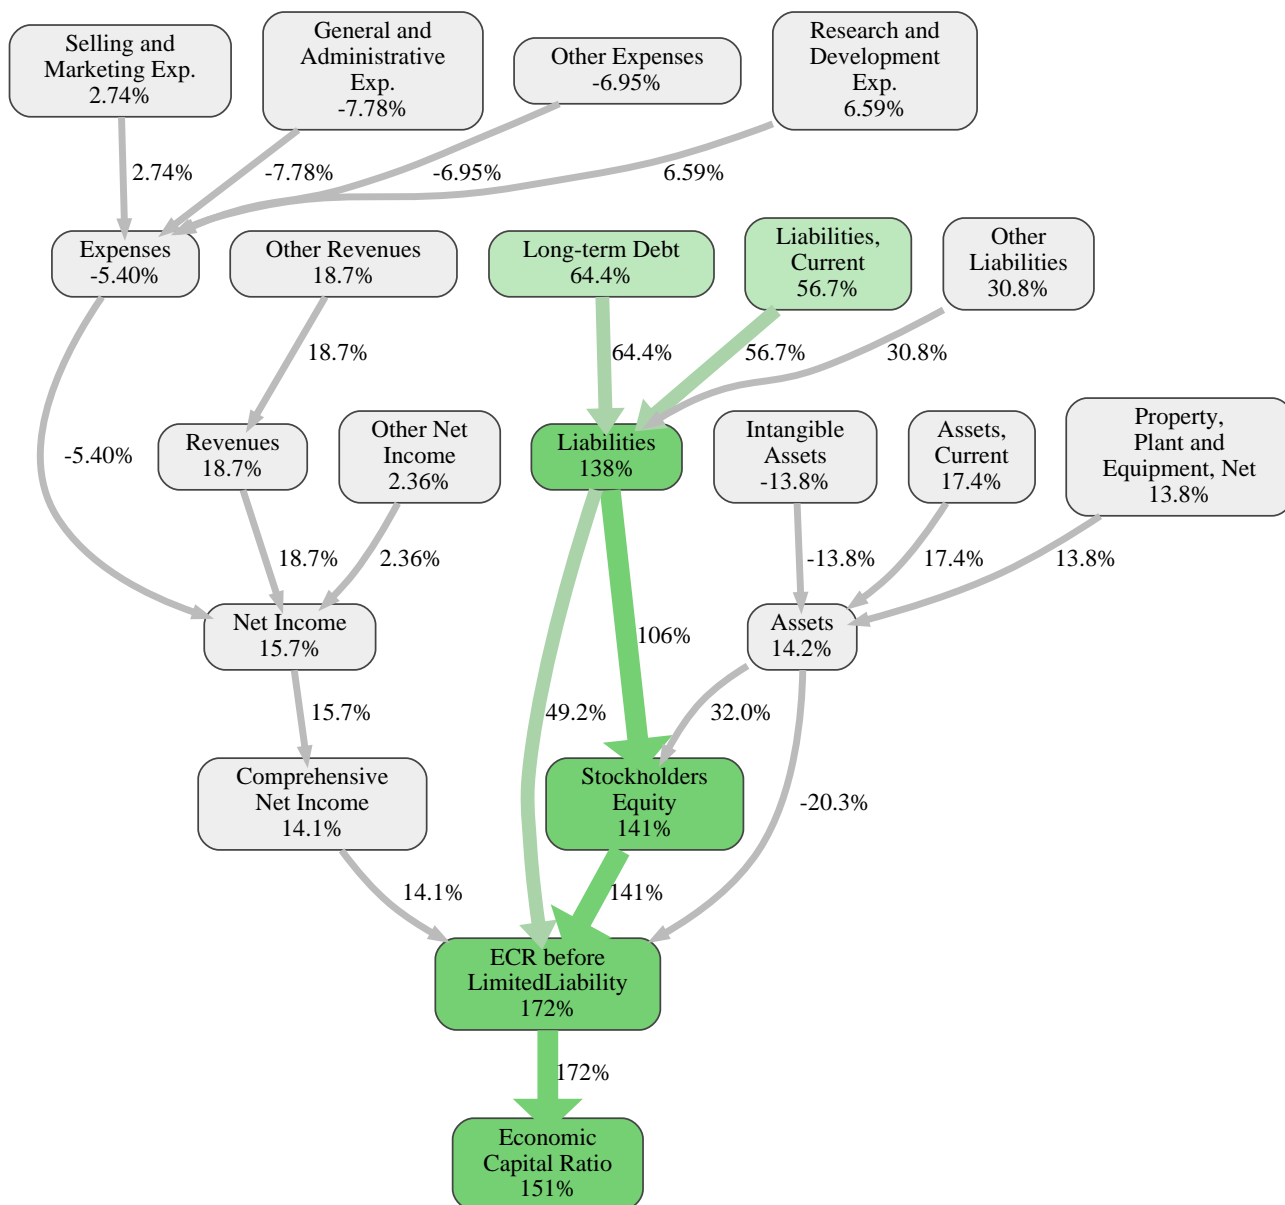 Selling and
Marketing Exp.
2.74%
General and
Administrative
Exp.
-7.78%
Other Expenses
-6.95%
Research and
Development
Exp.
6.59%
2.74%
-7.78%
-6.95%
6.59%
Expenses
-5.40%
Other Revenues
18.7%
Long-term Debt
64.4%
Liabilities,
Current
56.7%
Other
Liabilities
30.8%
18.7%
64.4%
56.7%
30.8%
-5.40%
Revenues
18.7%
Other Net
Income
2.36%
Liabilities
138%
Intangible
Assets
-13.8%
Assets,
Current
17.4%
Property,
Plant and
Equipment, Net
13.8%
18.7%
2.36%
106%
-13.8%
17.4%
13.8%
Net Income
15.7%
Assets
14.2%
15.7%
49.2%
32.0%
-20.3%
Comprehensive
Net Income
14.1%
Stockholders
Equity
141%
14.1%
141%
ECR before
LimitedLiability
172%
172%
Economic
Capital Ratio
151%